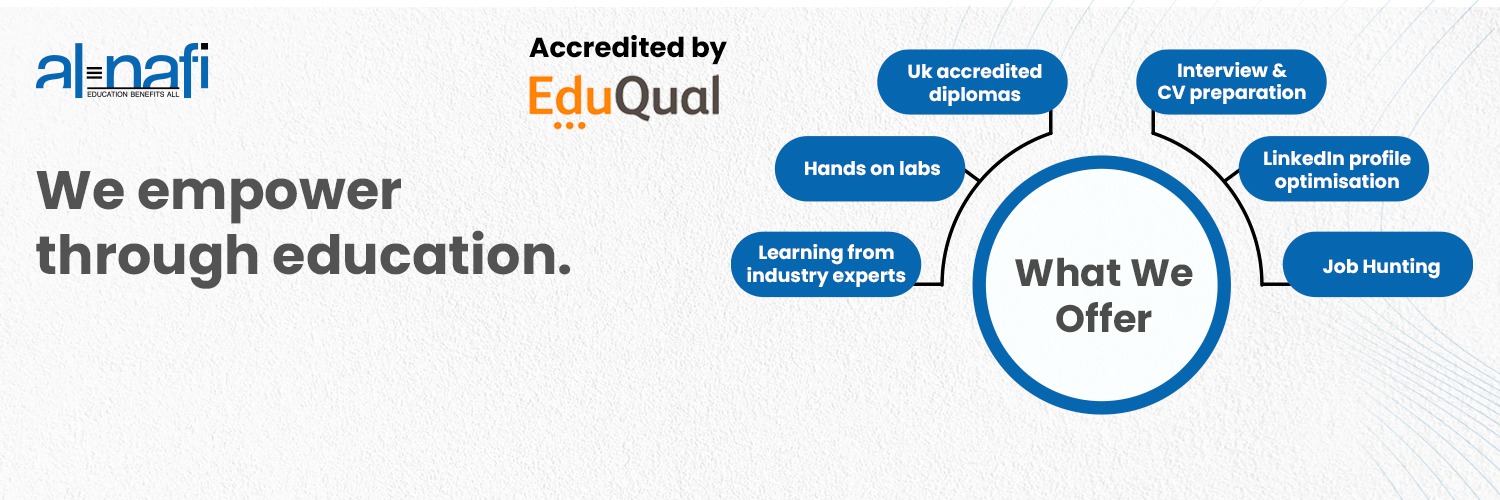 al-nafi
EDUCATION BENEFITS ALL
Accredited by
EduQual
We empower
through education.
What We
Offer
Uk accredited
diplomas
Hands on labs
Learning from
industry experts
Interview &
CV preparation
LinkedIn profile
optimisation
Job Hunting